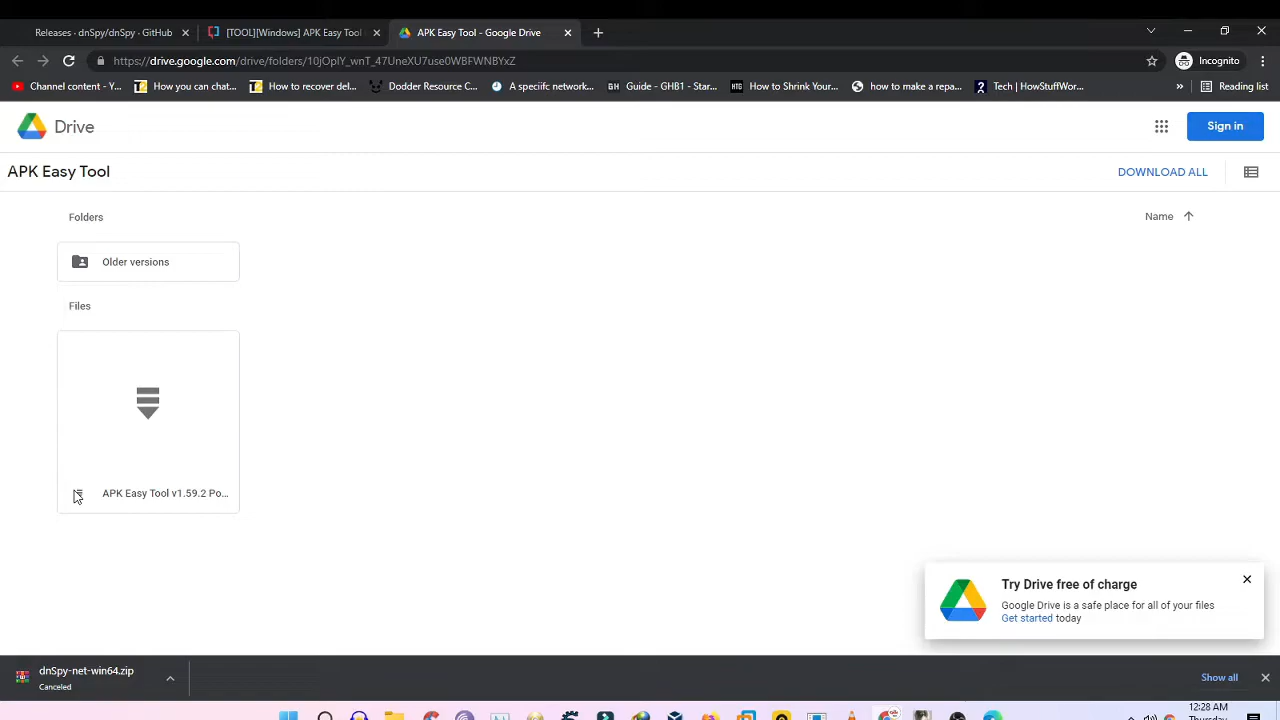 Releases · dnSpy/dnSpy · GitHub
[TOOL][Windows] APK Easy Tool
APK Easy Tool - Google Drive
https://drive.google.com/drive/folders/10jOplY_wnT_47UneXU7use0WBFWNBYxZ
Incognito
Channel content - Y...
How you can chat...
How to recover del...
Dodder Resource C...
A speciifc network...
Guide - GHB1 - Star...
How to Shrink Your...
how to make a repa...
Tech | HowStuffWor...
»
Reading list
Drive
Sign in
APK Easy Tool
DOWNLOAD ALL
Folders
Name
Older versions
Files
APK Easy Tool v1.59.2 Po...
Try Drive free of charge
Google Drive is a safe place for all of your files
Get started today
dnSpy-net-win64.zip
Canceled
Show all
12:28 AM
Thursday